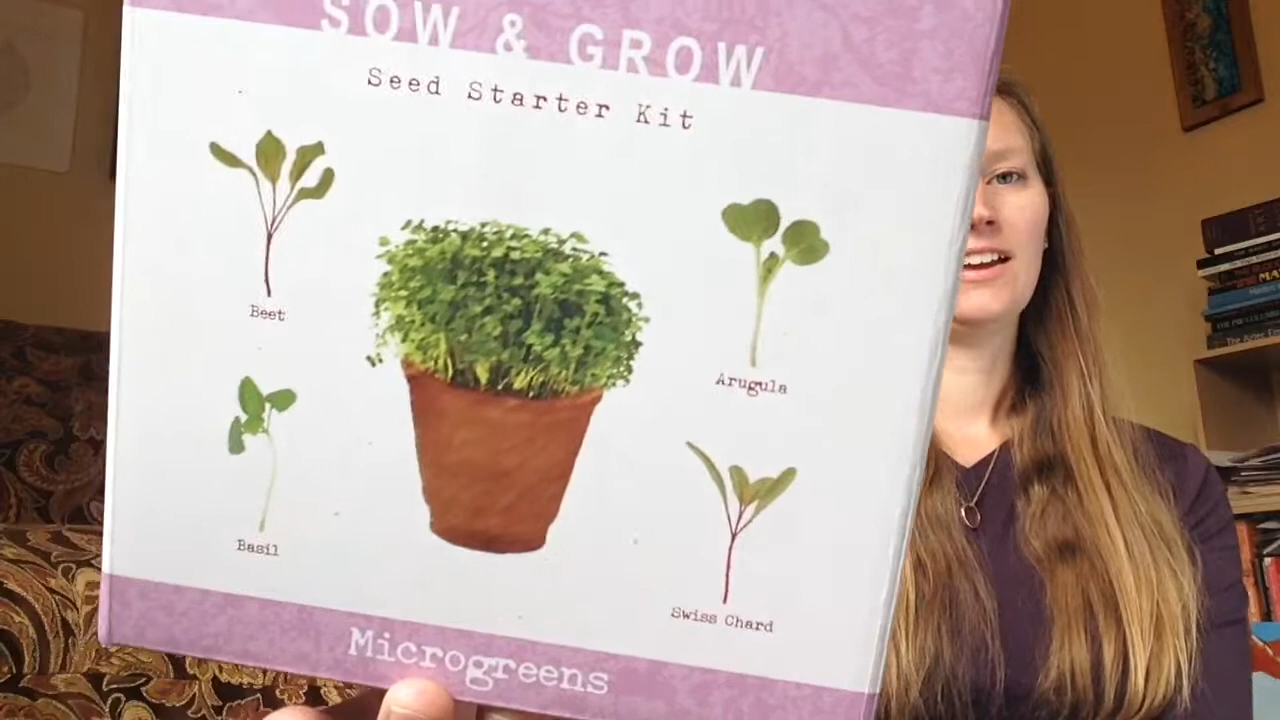 SOW & GROW
Seed Starter Kit
Beet
Arugula
Basil
Swiss Chard
Microgreens